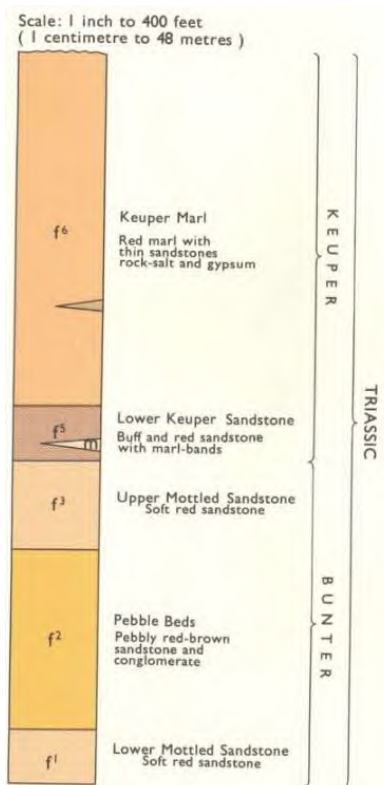 Scale: 1 inch to 400 feet
( 1 centimetre to 48 metres )
f⁶
Keuper Marl
Red marl with
thin sandstones
rock-salt and gypsum
KEUPER
f⁵
m
Lower Keuper Sandstone
Buff and red sandstone
with marl-bands
TRIASSIC
f³
Upper Mottled Sandstone
Soft red sandstone
f²
Pebble Beds
Pebbly red-brown
sandstone and
conglomerate
BUNTER
f¹
Lower Mottled Sandstone
Soft red sandstone